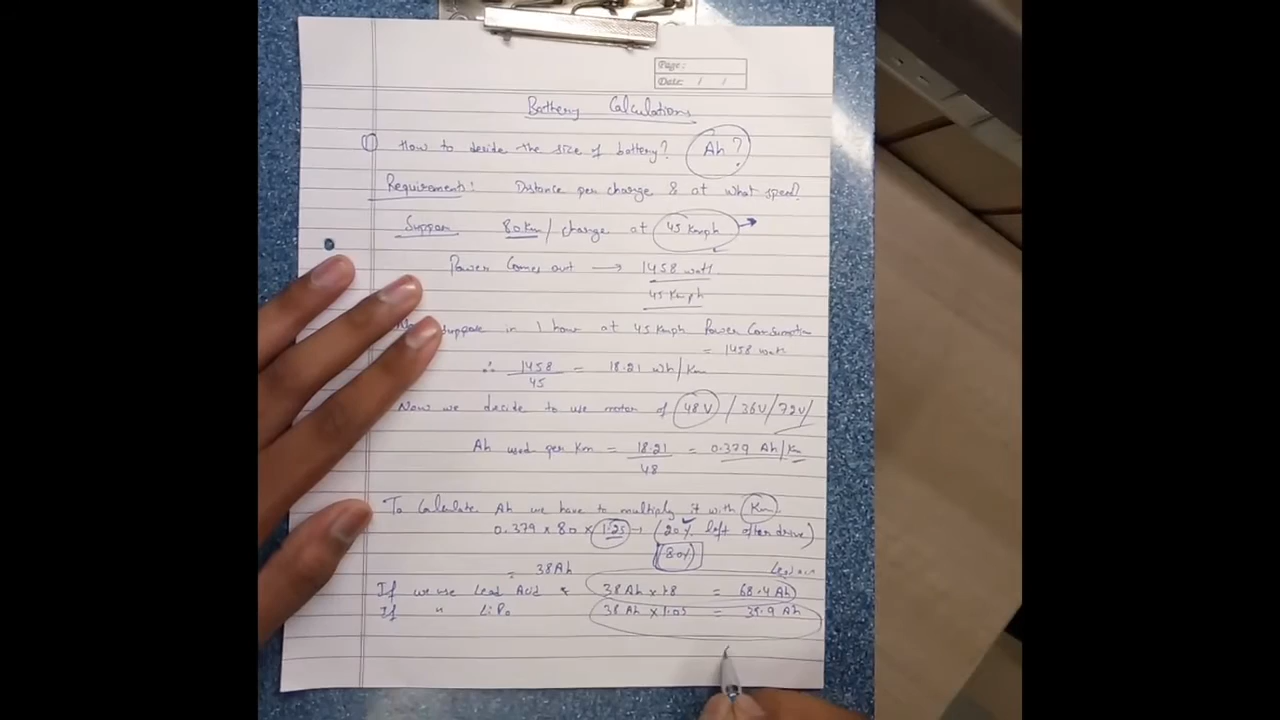 Page:
Date: / /
Battery Calculations
① How to decide the size of battery? Ah?
Requirement: Distance per charge & at what speed?
Suppose 80 Km/charge at 45 Kmph
Power Comes out → 1458 watt
45 Kmph
suppose in 1 hour at 45 Kmph Power Consumption
= 1458 watt
∴ 1458/45 = 18.21 Wh/Km
Now we decide to use motor of 48V / 36V/72V/
Ah used per Km = 18.21/48 = 0.379 Ah/Km
To Calculate Ah we have to multiply it with Km.
0.379 × 80 × 1.25 → (20% left after drive)
(80%)
= 38Ah
If we use Lead Acid 38Ah × 1.8 = 68.4 Ah
If " LiPo 38 Ah × 1.05 = 39.9 Ah